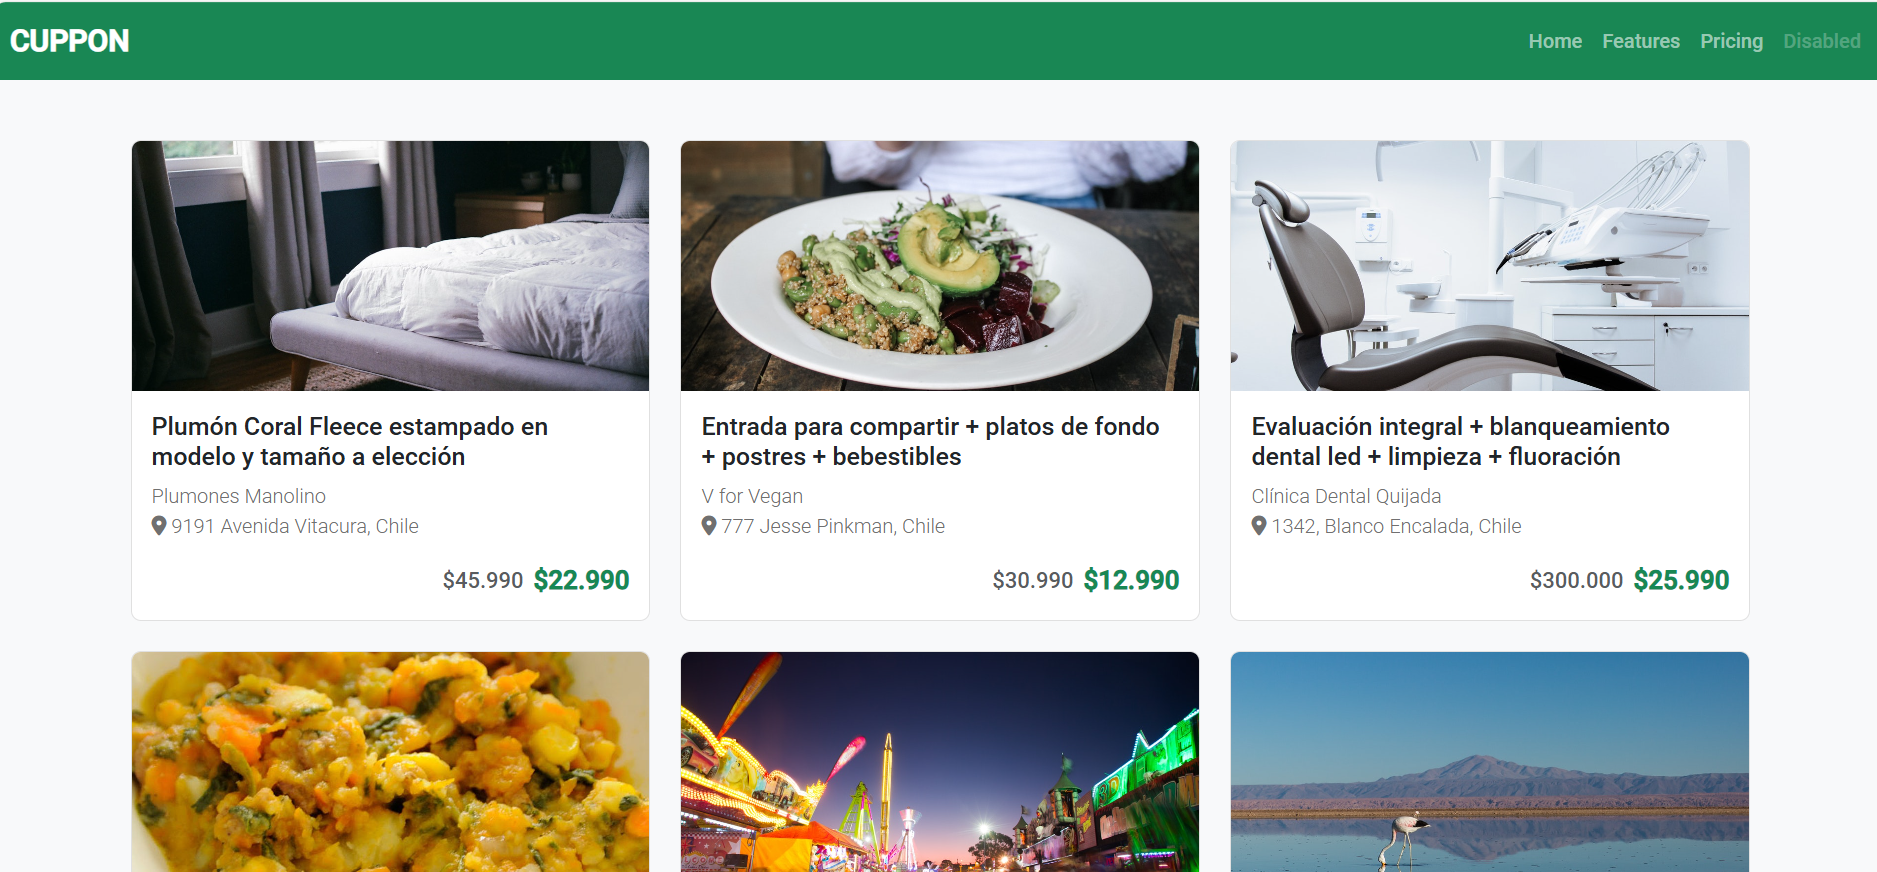 CUPPON
Home Features Pricing Disabled
Plumón Coral Fleece estampado en
modelo y tamaño a elección
Plumones Manolino
9191 Avenida Vitacura, Chile
$45.990 $22.990
Entrada para compartir + platos de fondo
+ postres + bebestibles
V for Vegan
777 Jesse Pinkman, Chile
$30.990 $12.990
Evaluación integral + blanqueamiento
dental led + limpieza + fluoración
Clínica Dental Quijada
1342, Blanco Encalada, Chile
$300.000 $25.990